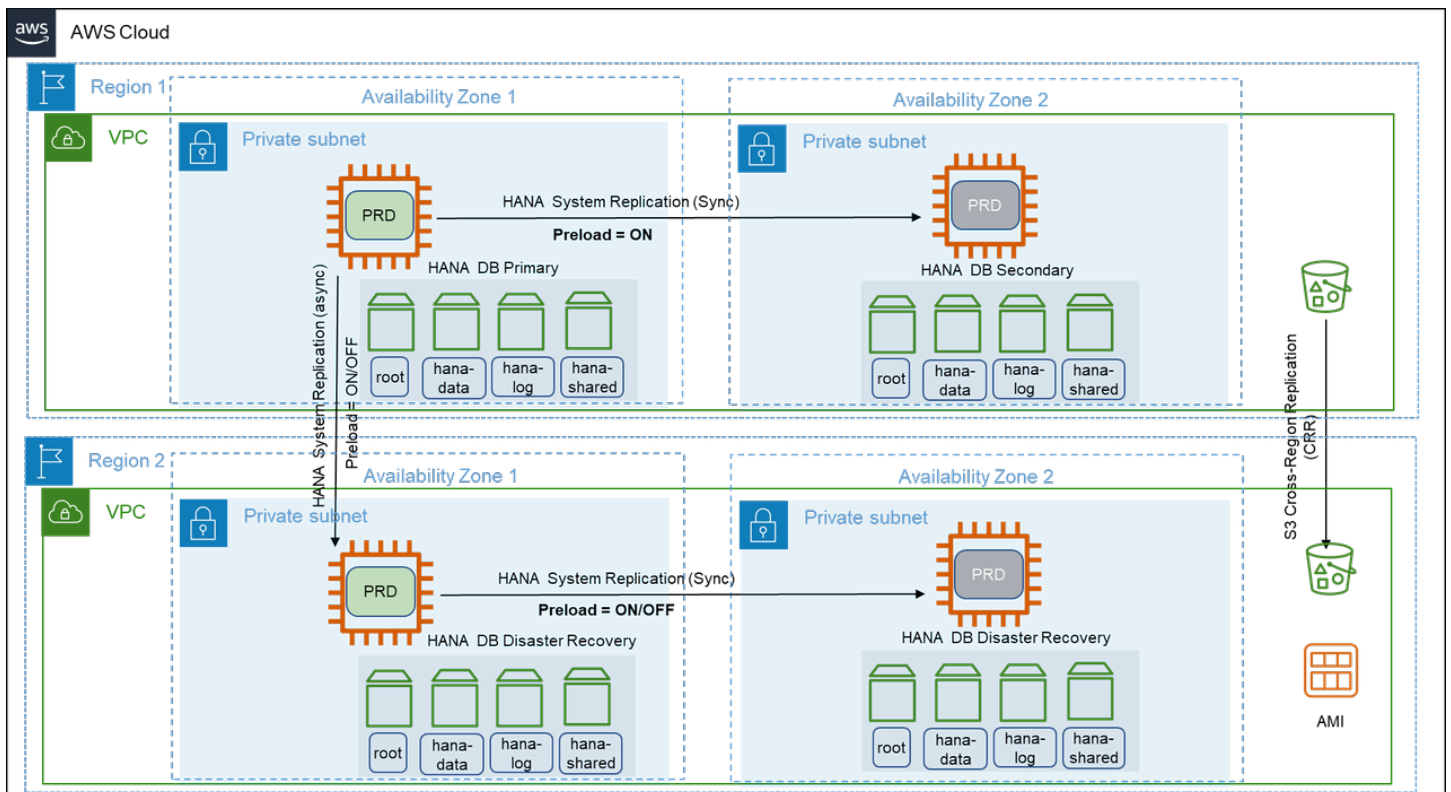 aws
AWS Cloud
Region 1
Availability Zone 1
Availability Zone 2
VPC
Private subnet
Private subnet
PRD
HANA System Replication (Sync)
Preload = ON
PRD
HANA DB Primary
HANA DB Secondary
HANA System Replication (async)
Preload = ON/OFF
root
hana-
data
hana-
log
hana-
shared
root
hana-
data
hana-
log
hana-
shared
S3 Cross-Region Replication
(CRR)
Region 2
Availability Zone 1
Availability Zone 2
VPC
Private subnet
Private subnet
PRD
HANA System Replication (Sync)
Preload = ON/OFF
PRD
HANA DB Disaster Recovery
HANA DB Disaster Recovery
root
hana-
data
hana-
log
hana-
shared
root
hana-
data
hana-
log
hana-
shared
AMI